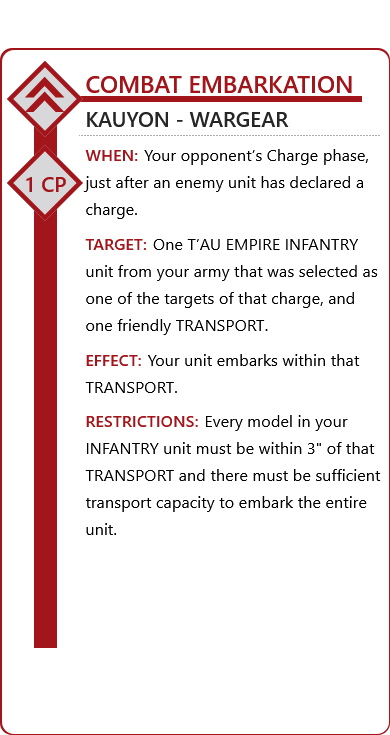 COMBAT EMBARKATION
KAUYON - WARGEAR
1 CP
WHEN: Your opponent’s Charge phase,
just after an enemy unit has declared a
charge.
TARGET: One T’AU EMPIRE INFANTRY
unit from your army that was selected as
one of the targets of that charge, and
one friendly TRANSPORT.
EFFECT: Your unit embarks within that
TRANSPORT.
RESTRICTIONS: Every model in your
INFANTRY unit must be within 3" of that
TRANSPORT and there must be sufficient
transport capacity to embark the entire
unit.